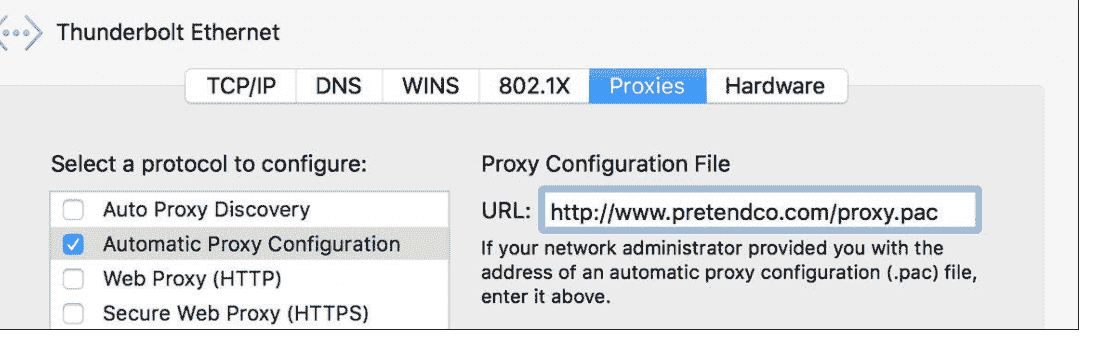 Thunderbolt Ethernet
TCP/IP DNS WINS 802.1X Proxies Hardware
Select a protocol to configure:
Auto Proxy Discovery
Automatic Proxy Configuration
Web Proxy (HTTP)
Secure Web Proxy (HTTPS)
Proxy Configuration File
URL: http://www.pretendco.com/proxy.pac
If your network administrator provided you with the
address of an automatic proxy configuration (.pac) file,
enter it above.